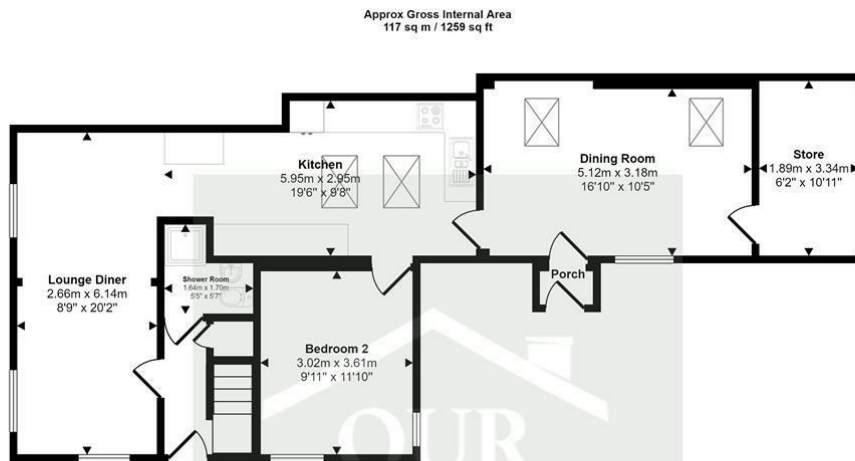 Approx Gross Internal Area
117 sq m / 1259 sq ft
Kitchen
5.95m x 2.95m
19'6" x 9'8"
Dining Room
5.12m x 3.18m
16'10" x 10'5"
Store
1.89m x 3.34m
6'2" x 10'11"
Lounge Diner
2.66m x 6.14m
8'9" x 20'2"
Shower Room
1.64m x 1.70m
5'5" x 5'7"
Porch
Bedroom 2
3.02m x 3.61m
9'11" x 11'10"
OUR